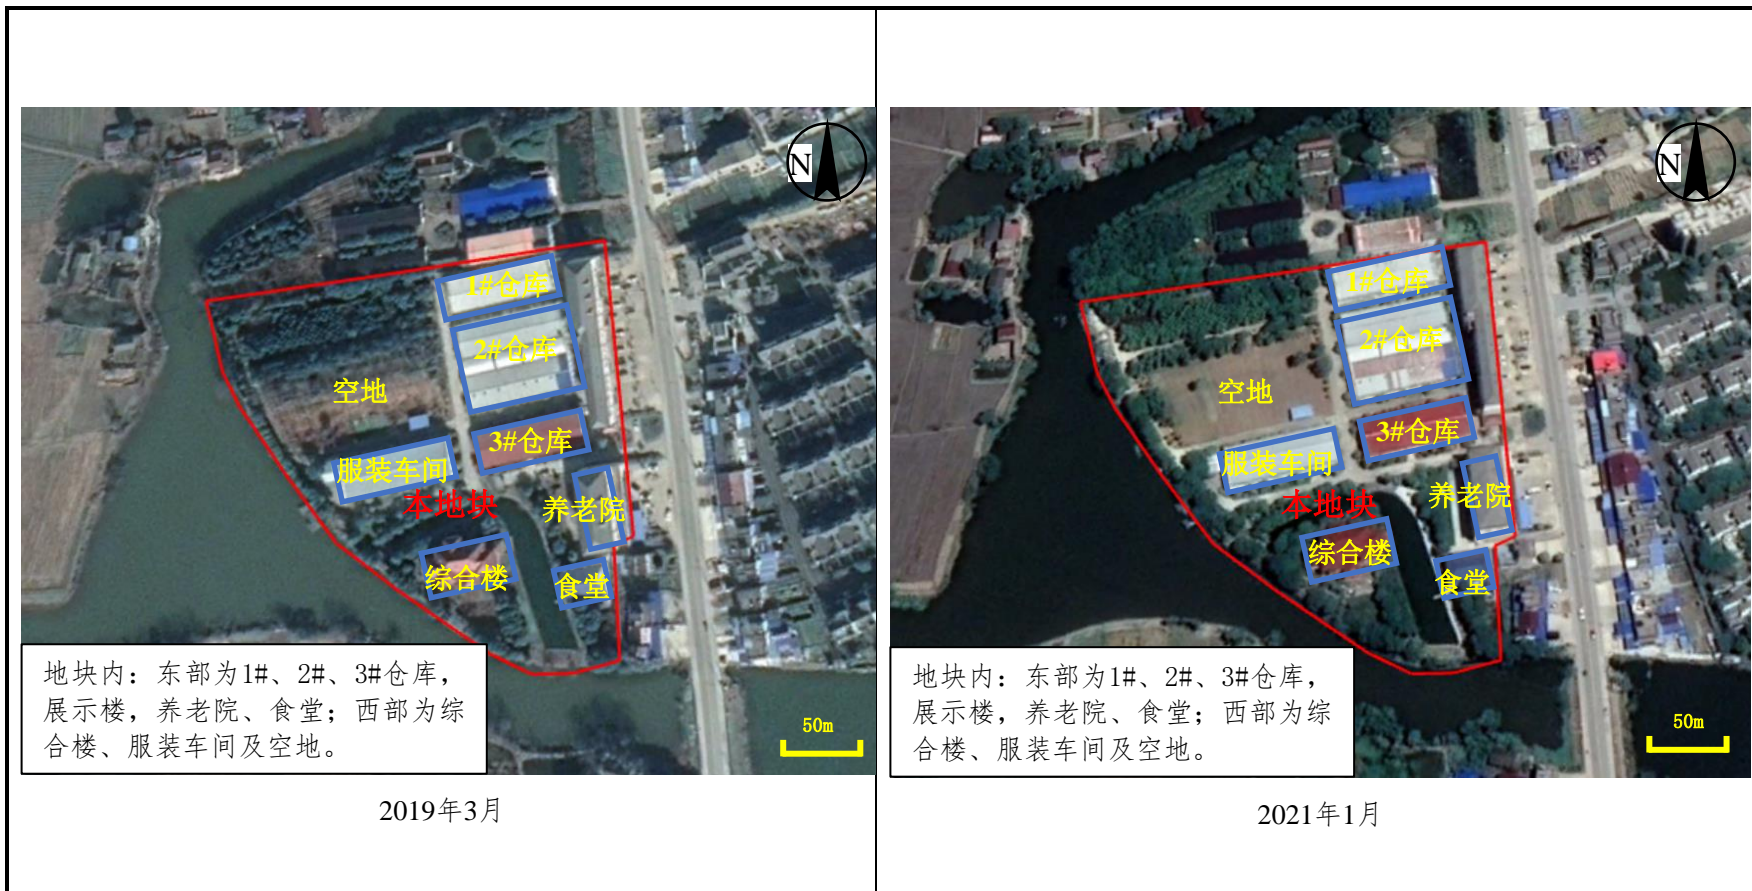 N
1#仓库
2#仓库
空地
3#仓库
服装车间
本地块
养老院
综合楼
食堂
地块内：东部为1#、2#、3#仓库，
展示楼，养老院、食堂；西部为综
合楼、服装车间及空地。
50m
2019年3月
N
1#仓库
2#仓库
空地
3#仓库
服装车间
本地块
养老院
综合楼
食堂
地块内：东部为1#、2#、3#仓库，
展示楼，养老院、食堂；西部为综
合楼、服装车间及空地。
50m
2021年1月